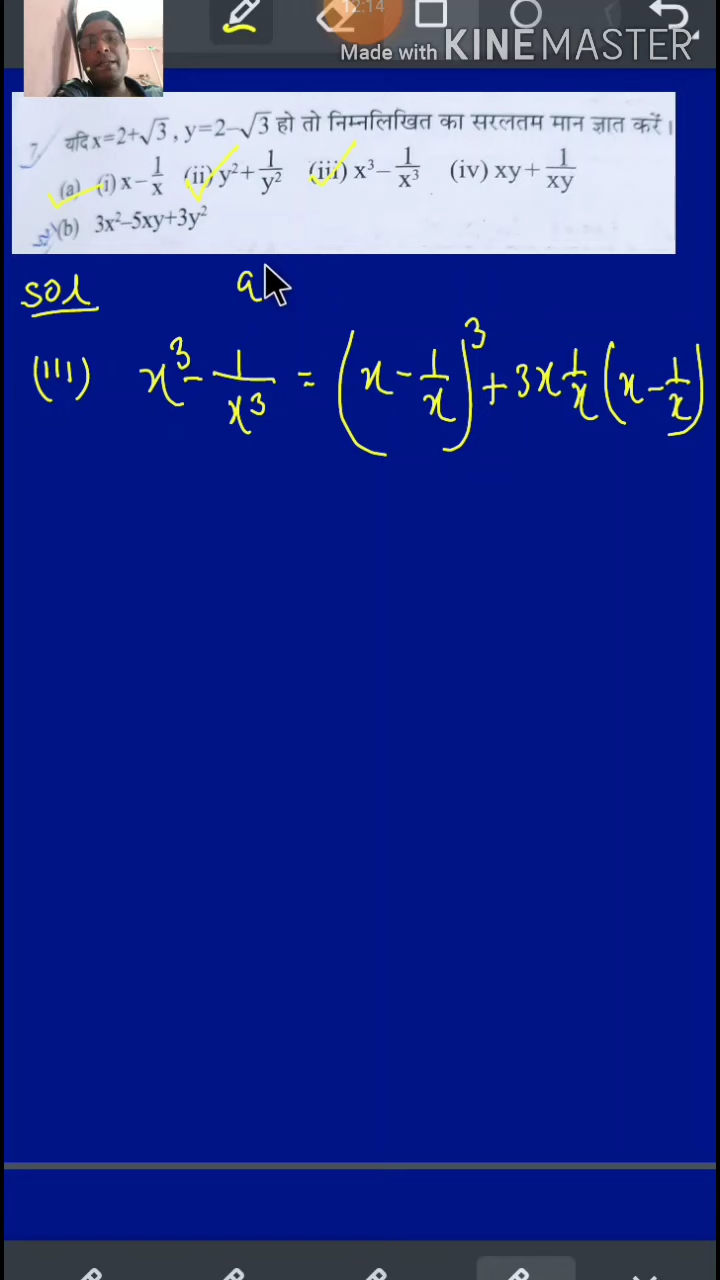 12:14
Made with KINEMASTER
7 यदि x=2+√3, y=2-√3 हो तो निम्नलिखित का सरलतम मान ज्ञात करें।
(a) (i) x - 1/x (ii) y² + 1/y² (iii) x³ - 1/x³ (iv) xy + 1/xy
(b) 3x²-5xy+3y²
sol a
(iii) x³ - 1/x³ = (x - 1/x)³ + 3x 1/x (x - 1/x)